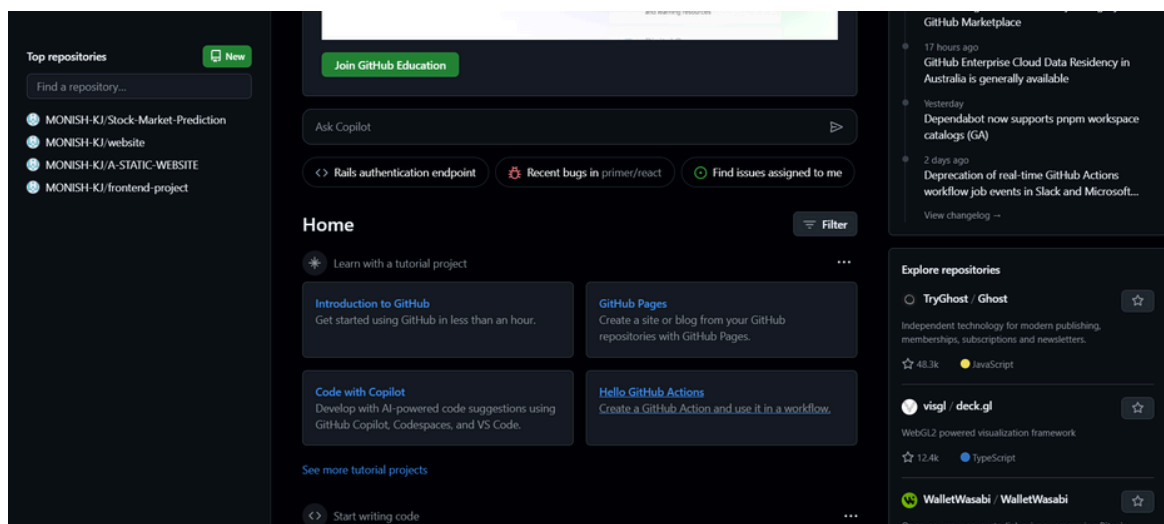 Top repositories
New
Find a repository...
MONISH-KJ/Stock-Market-Prediction
MONISH-KJ/website
MONISH-KJ/A-STATIC-WEBSITE
MONISH-KJ/frontend-project
and learning resources
Join GitHub Education
Ask Copilot
Rails authentication endpoint
Recent bugs in primer/react
Find issues assigned to me
Home
Filter
Learn with a tutorial project
Introduction to GitHub
Get started using GitHub in less than an hour.
GitHub Pages
Create a site or blog from your GitHub
repositories with GitHub Pages.
Code with Copilot
Develop with AI-powered code suggestions using
GitHub Copilot, Codespaces, and VS Code.
Hello GitHub Actions
Create a GitHub Action and use it in a workflow.
See more tutorial projects
Start writing code
GitHub Marketplace
17 hours ago
GitHub Enterprise Cloud Data Residency in
Australia is generally available
Yesterday
Dependabot now supports pnpm workspace
catalogs (GA)
2 days ago
Deprecation of real-time GitHub Actions
workflow job events in Slack and Microsoft...
View changelog →
Explore repositories
TryGhost / Ghost
Independent technology for modern publishing,
memberships, subscriptions and newsletters.
48.3k
JavaScript
visgl / deck.gl
WebGL2 powered visualization framework
12.4k
TypeScript
WalletWasabi / WalletWasabi